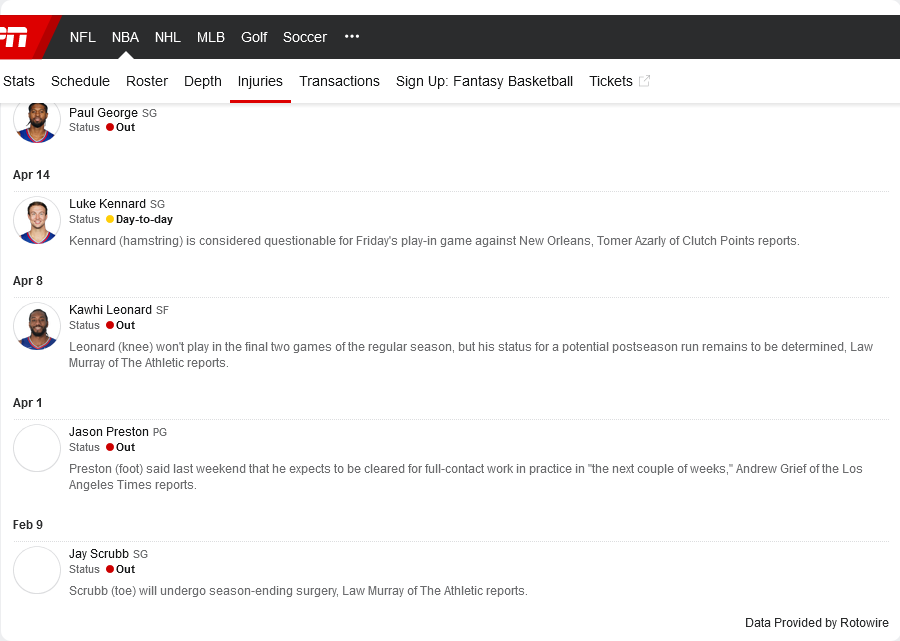 NFL NBA NHL MLB Golf Soccer •••
Stats Schedule Roster Depth Injuries Transactions Sign Up: Fantasy Basketball Tickets
Paul George SG
Status Out
Apr 14
Luke Kennard SG
Status Day-to-day
Kennard (hamstring) is considered questionable for Friday's play-in game against New Orleans, Tomer Azarly of Clutch Points reports.
Apr 8
Kawhi Leonard SF
Status Out
Leonard (knee) won't play in the final two games of the regular season, but his status for a potential postseason run remains to be determined, Law
Murray of The Athletic reports.
Apr 1
Jason Preston PG
Status Out
Preston (foot) said last weekend that he expects to be cleared for full-contact work in practice in "the next couple of weeks," Andrew Grief of the Los
Angeles Times reports.
Feb 9
Jay Scrubb SG
Status Out
Scrubb (toe) will undergo season-ending surgery, Law Murray of The Athletic reports.
Data Provided by Rotowire